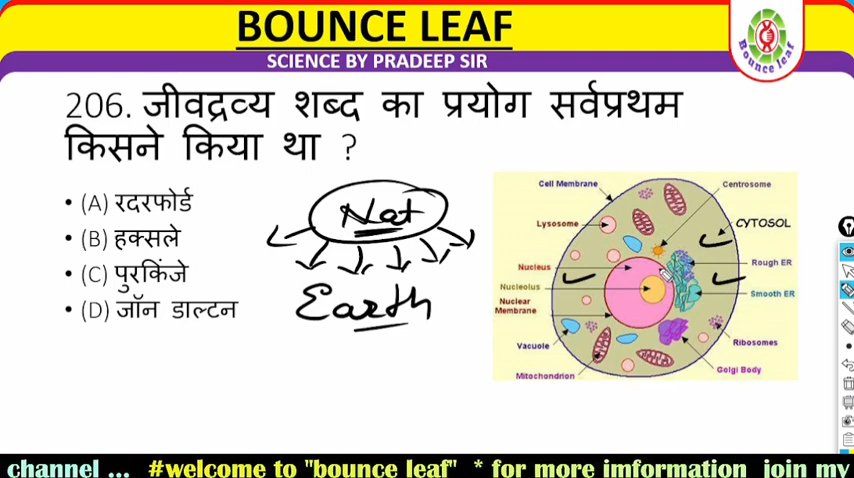 BOUNCE LEAF
SCIENCE BY PRADEEP SIR
Bounce leaf
206. जीवद्रव्य शब्द का प्रयोग सर्वप्रथम
किसने किया था ?
• (A) रदरफोर्ड
• (B) हक्सले
• (C) पुरकिंजे
• (D) जॉन डाल्टन
Earth
Cell Membrane
Centrosome
Lysosome
CYTOSOL
Nucleus
Rough ER
Nucleolus
Smooth ER
Nuclear
Membrane
Vacuole
Ribosomes
Mitochondrion
Golgi Body
channel ... #welcome to "bounce leaf" * for more imformation join my